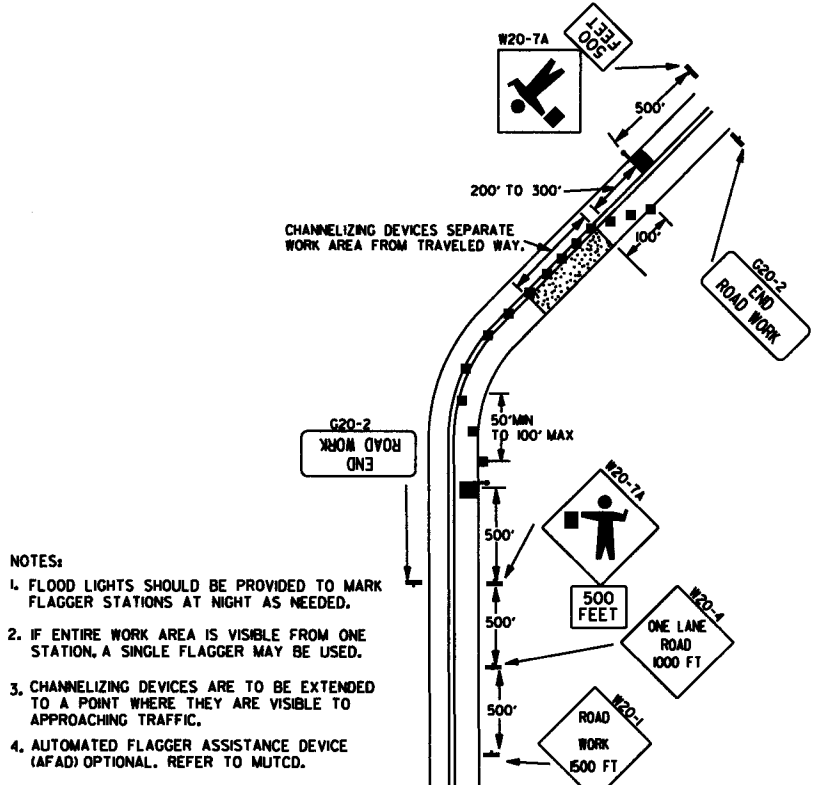 W20-7A
500
FEET
500'
200' TO 300'
CHANNELIZING DEVICES SEPARATE
WORK AREA FROM TRAVELED WAY.
100'
G20-2
END
ROAD WORK
G20-2
END
ROAD WORK
50'MIN
TO 100' MAX
W20-7A
500'
500
FEET
500'
W20-4
ONE LANE
ROAD
1000 FT
500'
W20-1
ROAD
WORK
1500 FT
NOTES:
1. FLOOD LIGHTS SHOULD BE PROVIDED TO MARK
FLAGGER STATIONS AT NIGHT AS NEEDED.
2. IF ENTIRE WORK AREA IS VISIBLE FROM ONE
STATION, A SINGLE FLAGGER MAY BE USED.
3. CHANNELIZING DEVICES ARE TO BE EXTENDED
TO A POINT WHERE THEY ARE VISIBLE TO
APPROACHING TRAFFIC.
4. AUTOMATED FLAGGER ASSISTANCE DEVICE
(AFAD) OPTIONAL. REFER TO MUTCD.